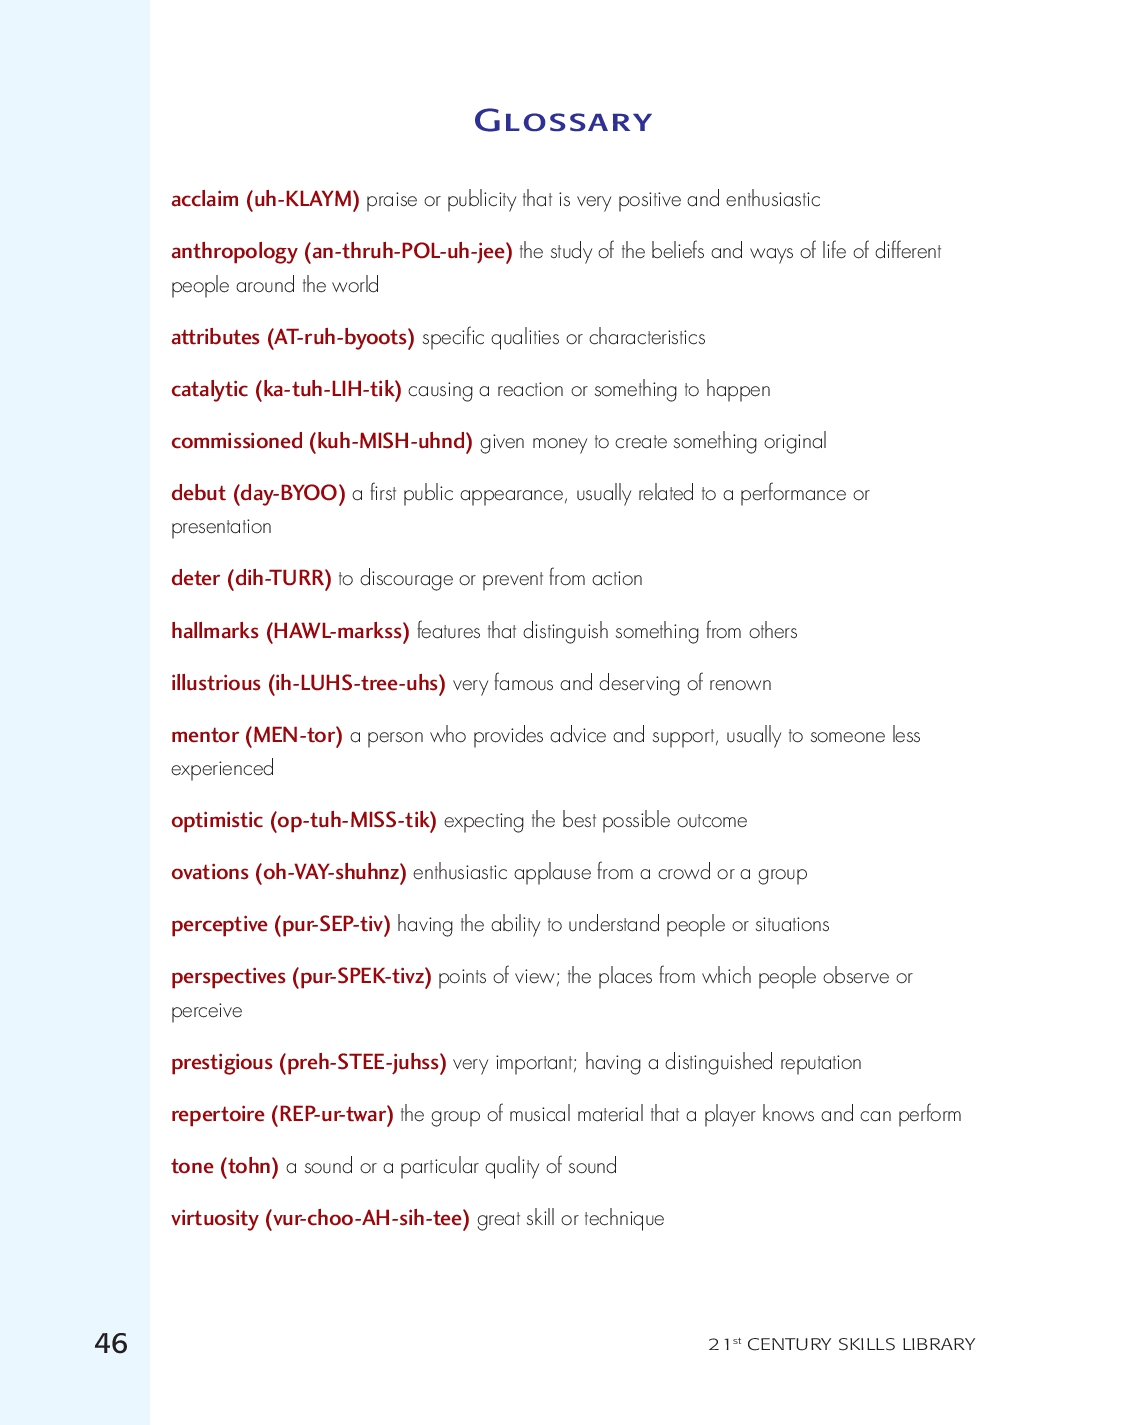 Glossary
acclaim (uh-KLAYM) praise or publicity that is very positive and enthusiastic
anthropology (an-thruh-POL-uh-jee) the study of the beliefs and ways of life of different
people around the world
attributes (AT-ruh-byoots) specific qualities or characteristics
catalytic (ka-tuh-LIH-tik) causing a reaction or something to happen
commissioned (kuh-MISH-uhnd) given money to create something original
debut (day-BYOO) a first public appearance, usually related to a performance or
presentation
deter (dih-TURR) to discourage or prevent from action
hallmarks (HAWL-markss) features that distinguish something from others
illustrious (ih-LUHS-tree-uhs) very famous and deserving of renown
mentor (MEN-tor) a person who provides advice and support, usually to someone less
experienced
optimistic (op-tuh-MISS-tik) expecting the best possible outcome
ovations (oh-VAY-shuhnz) enthusiastic applause from a crowd or a group
perceptive (pur-SEP-tiv) having the ability to understand people or situations
perspectives (pur-SPEK-tivz) points of view; the places from which people observe or
perceive
prestigious (preh-STEE-juhss) very important; having a distinguished reputation
repertoire (REP-ur-twar) the group of musical material that a player knows and can perform
tone (tohn) a sound or a particular quality of sound
virtuosity (vur-choo-AH-sih-tee) great skill or technique
46
21st CENTURY SKILLS LIBRARY